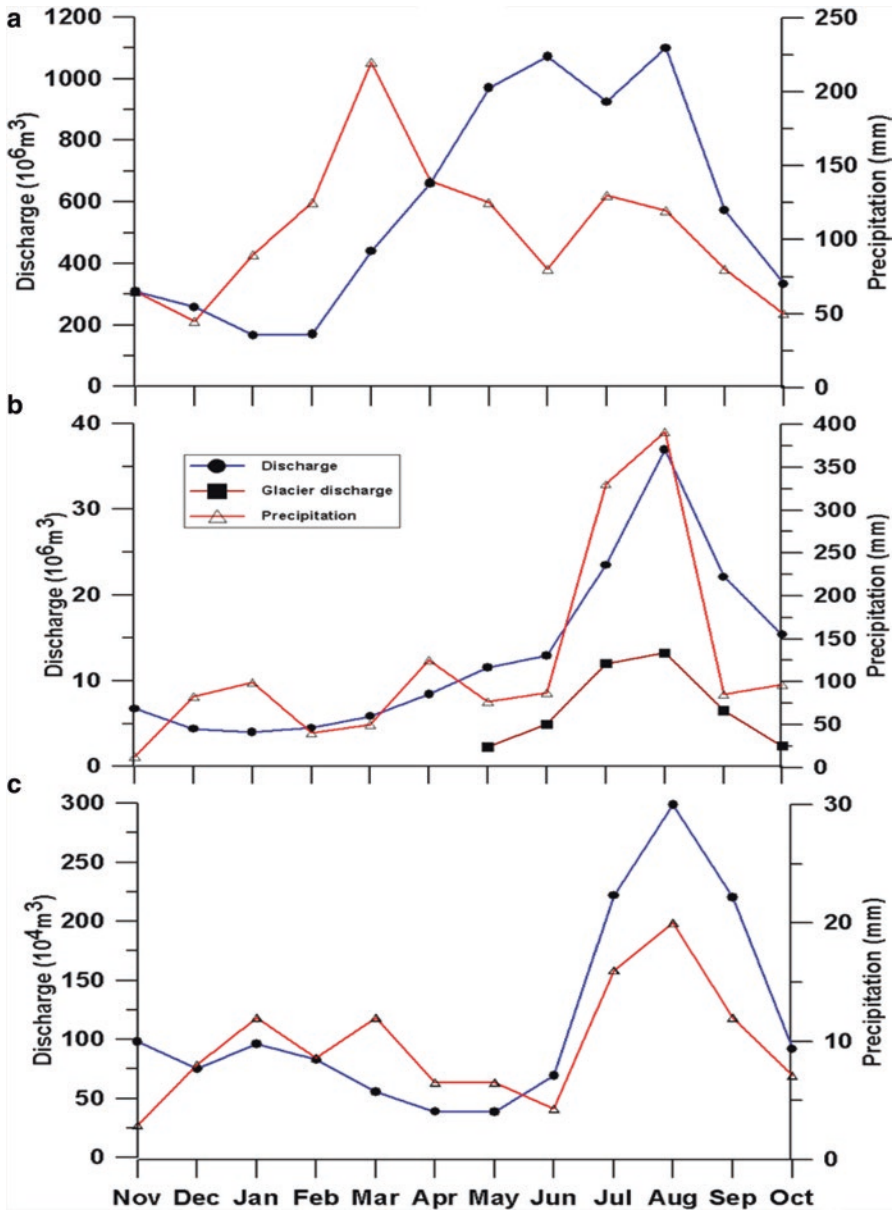 a
1200
1000
800
600
400
200
0
Discharge (10⁶m³)
250
200
150
100
50
0
Precipitation (mm)
b
40
30
20
10
0
Discharge (10⁶m³)
Discharge
Glacier discharge
Precipitation
400
350
300
250
200
150
100
50
0
Precipitation (mm)
c
300
250
200
150
100
50
0
Discharge (10⁴m³)
30
20
10
0
Precipitation (mm)
Nov Dec Jan Feb Mar Apr May Jun Jul Aug Sep Oct